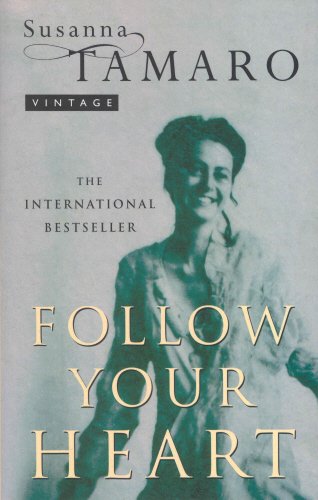 Susanna
TAMARO
VINTAGE
THE
INTERNATIONAL
BESTSELLER
FOLLOW
YOUR
HEART